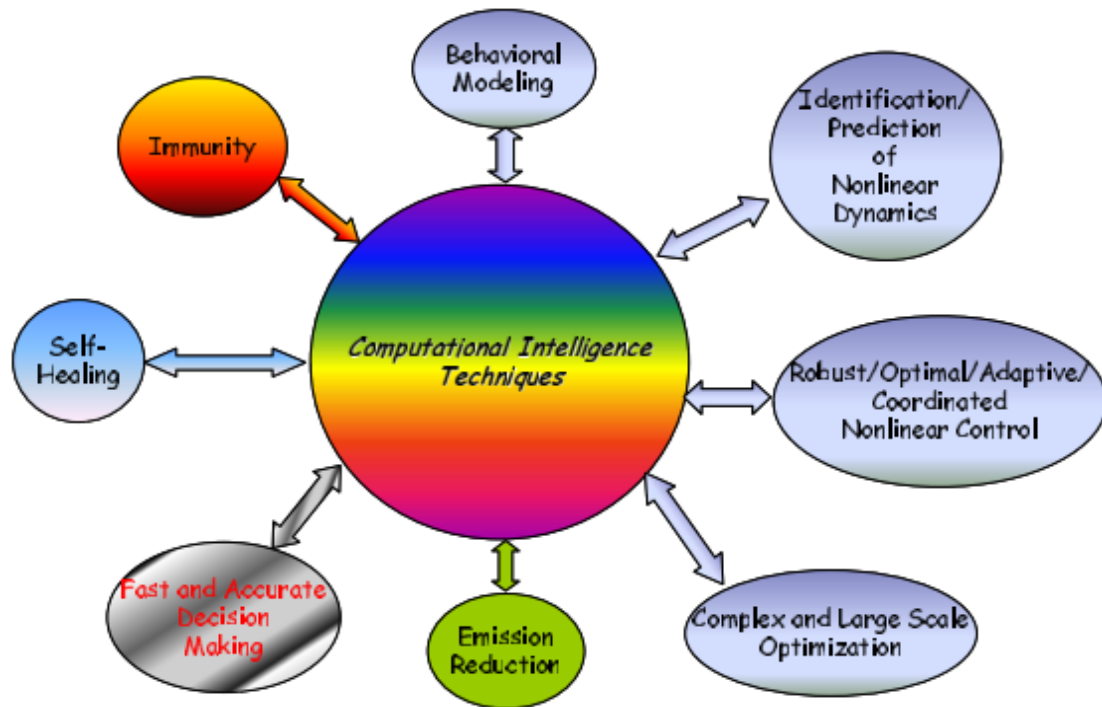 Behavioral
Modeling
Identification/
Prediction
of
Nonlinear
Dynamics
Immunity
Self-
Healing
Computational Intelligence
Techniques
Robust/Optimal/Adaptive/
Coordinated
Nonlinear Control
Fast and Accurate
Decision
Making
Emission
Reduction
Complex and Large Scale
Optimization